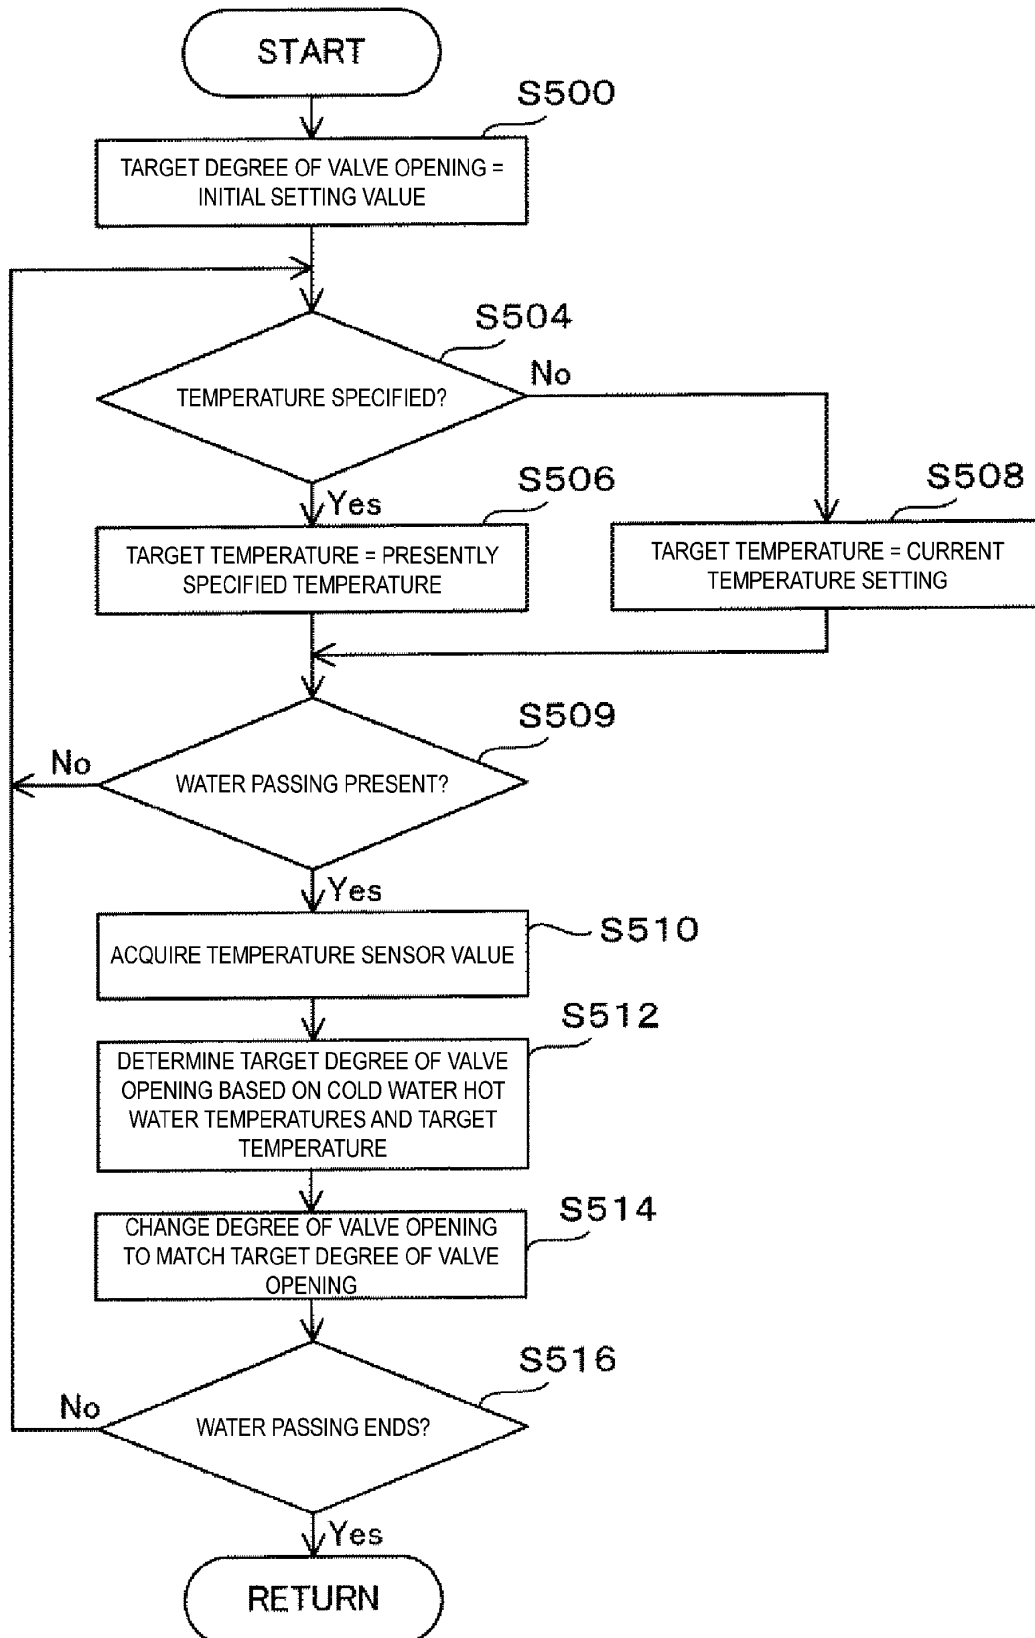 START
S500
TARGET DEGREE OF VALVE OPENING =
INITIAL SETTING VALUE
S504
TEMPERATURE SPECIFIED?
No
Yes
S506
TARGET TEMPERATURE = PRESENTLY
SPECIFIED TEMPERATURE
S508
TARGET TEMPERATURE = CURRENT
TEMPERATURE SETTING
S509
WATER PASSING PRESENT?
No
Yes
S510
ACQUIRE TEMPERATURE SENSOR VALUE
S512
DETERMINE TARGET DEGREE OF VALVE
OPENING BASED ON COLD WATER HOT
WATER TEMPERATURES AND TARGET
TEMPERATURE
S514
CHANGE DEGREE OF VALVE OPENING
TO MATCH TARGET DEGREE OF VALVE
OPENING
S516
WATER PASSING ENDS?
No
Yes
RETURN